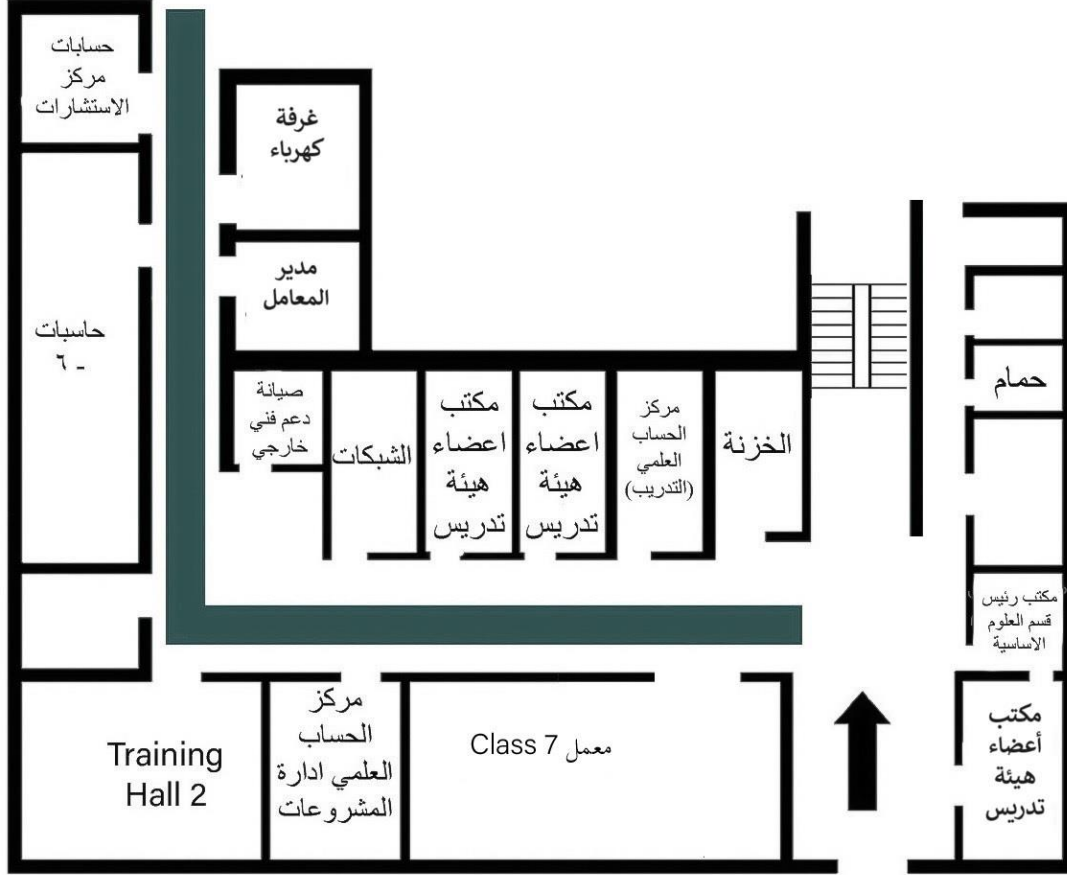 حسابات
مركز
الاستشارات
غرفة
كهرباء
مدير
المعامل
حاسبات
٦ -
صيانة
دعم فني
خارجي
الشبكات
مكتب
اعضاء
هيئة
تدريس
مكتب
اعضاء
هيئة
تدريس
مركز
الحساب
العلمي
(التدريب)
الخزنة
حمام
مكتب رئيس
قسم العلوم
الاساسية
Training
Hall 2
مركز
الحساب
العلمي ادارة
المشروعات
معمل Class 7
مكتب
أعضاء
هيئة
تدريس